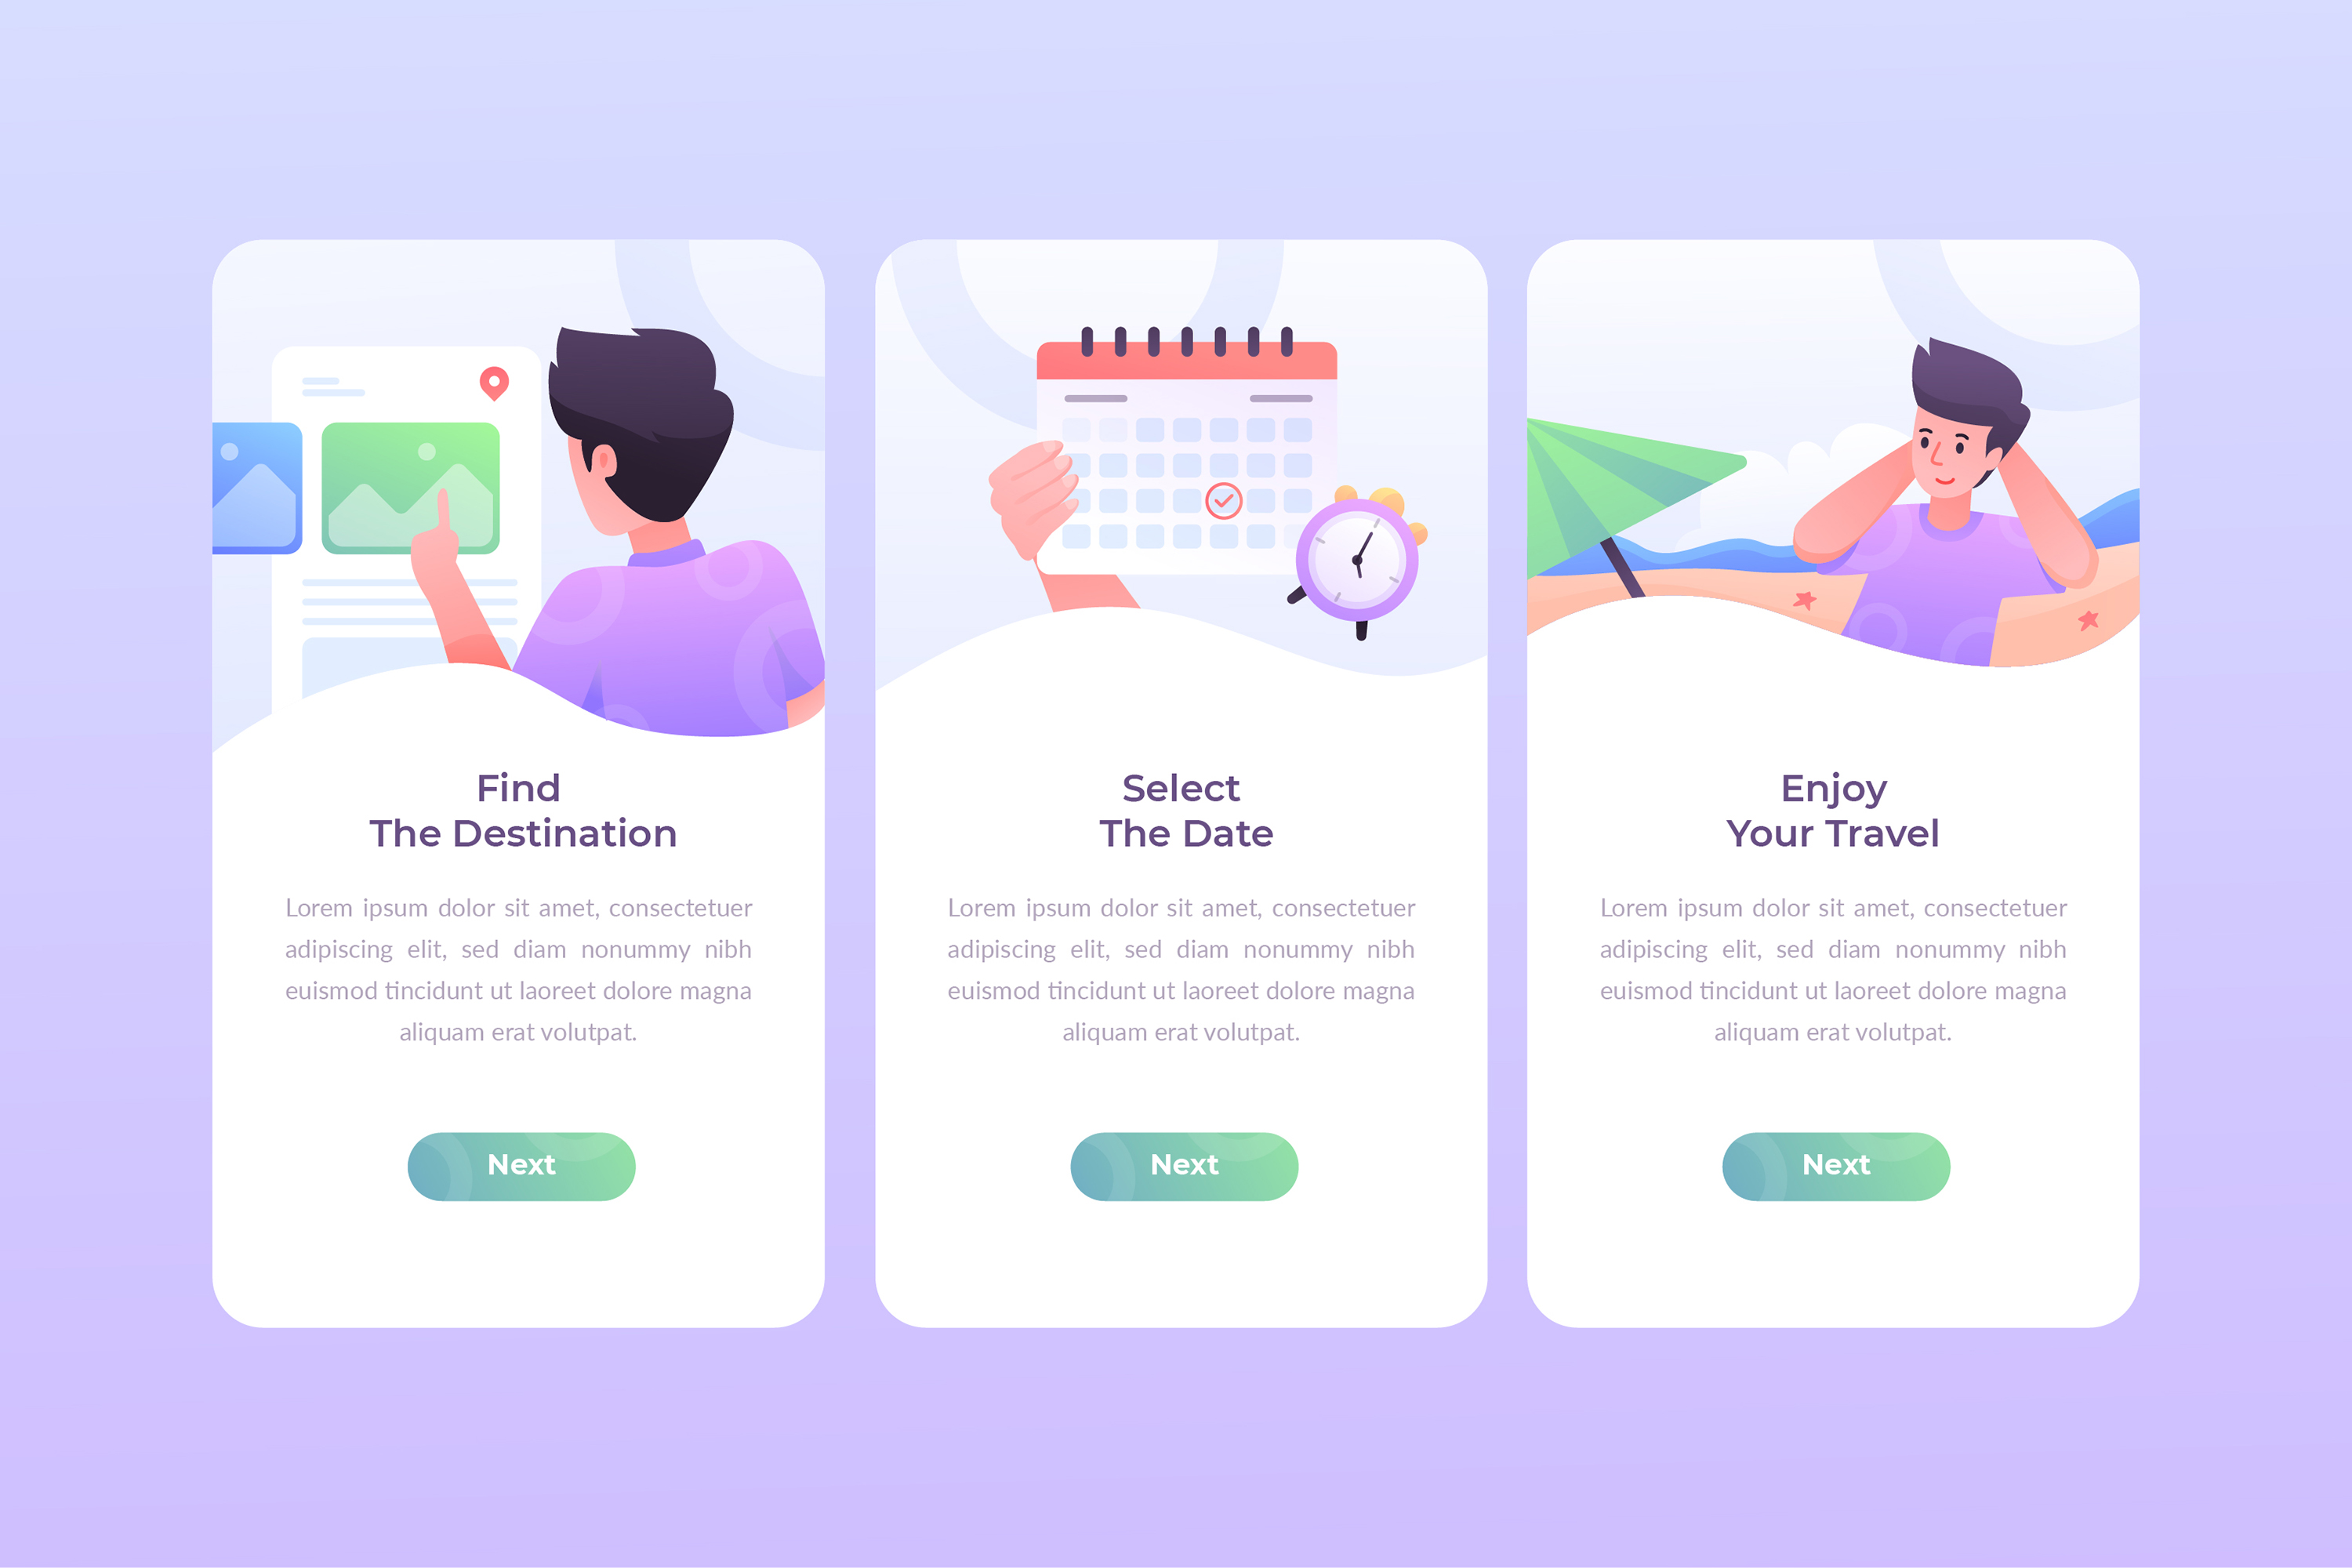 Find
The Destination
Lorem ipsum dolor sit amet, consectetuer
adipiscing elit, sed diam nonummy nibh
euismod tincidunt ut laoreet dolore magna
aliquam erat volutpat.
Next
Select
The Date
Lorem ipsum dolor sit amet, consectetuer
adipiscing elit, sed diam nonummy nibh
euismod tincidunt ut laoreet dolore magna
aliquam erat volutpat.
Next
Enjoy
Your Travel
Lorem ipsum dolor sit amet, consectetuer
adipiscing elit, sed diam nonummy nibh
euismod tincidunt ut laoreet dolore magna
aliquam erat volutpat.
Next